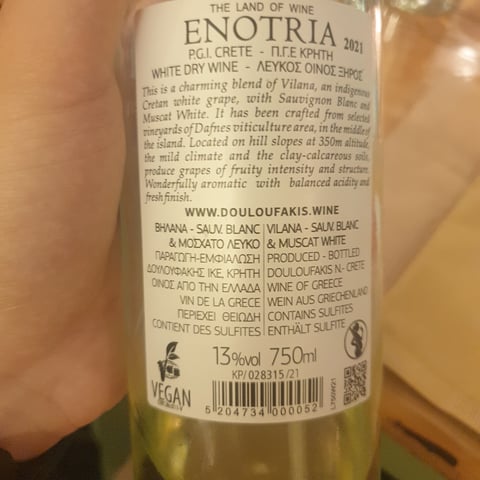 THE LAND OF WINE
ENOTRIA 2021
P.G.I. CRETE - Π.Γ.Ε ΚΡΗΤΗ
WHITE DRY WINE - ΛΕΥΚΟΣ ΟΙΝΟΣ ΞΗΡΟΣ
This is a charming blend of Vilana, an indigenous
Cretan white grape, with Sauvignon Blanc and
Muscat White. It has been crafted from selected
vineyards of Dafnes viticulture area, in the middle of
the island. Located on hill slopes at 350m altitude,
the mild climate and the clay-calcareous soils,
produce grapes of fruity intensity and structure.
Wonderfully aromatic with balanced acidity and
fresh finish.
WWW.DOULOUFAKIS.WINE
ΒΗΛΑΝΑ - SAUV. BLANC
& ΜΟΣΧΑΤΟ ΛΕΥΚΟ
ΠΑΡΑΓΩΓΗ-ΕΜΦΙΑΛΩΣΗ
ΔΟΥΛΟΥΦΑΚΗΣ ΙΚΕ, ΚΡΗΤΗ
ΟΙΝΟΣ ΑΠΟ ΤΗΝ ΕΛΛΑΔΑ
VIN DE LA GRECE
ΠΕΡΙΕΧΕΙ ΘΕΙΩΔΗ
CONTIENT DES SULFITES
VILANA - SAUV. BLANC
& MUSCAT WHITE
PRODUCED - BOTTLED
DOULOUFAKIS N.- CRETE
WINE OF GREECE
WEIN AUS GRIECHENLAND
CONTAINS SULFITES
ENTHÄLT SULFITE
13%vol 750ml
KP/ 028315 /21
VEGAN
5 204734 000052